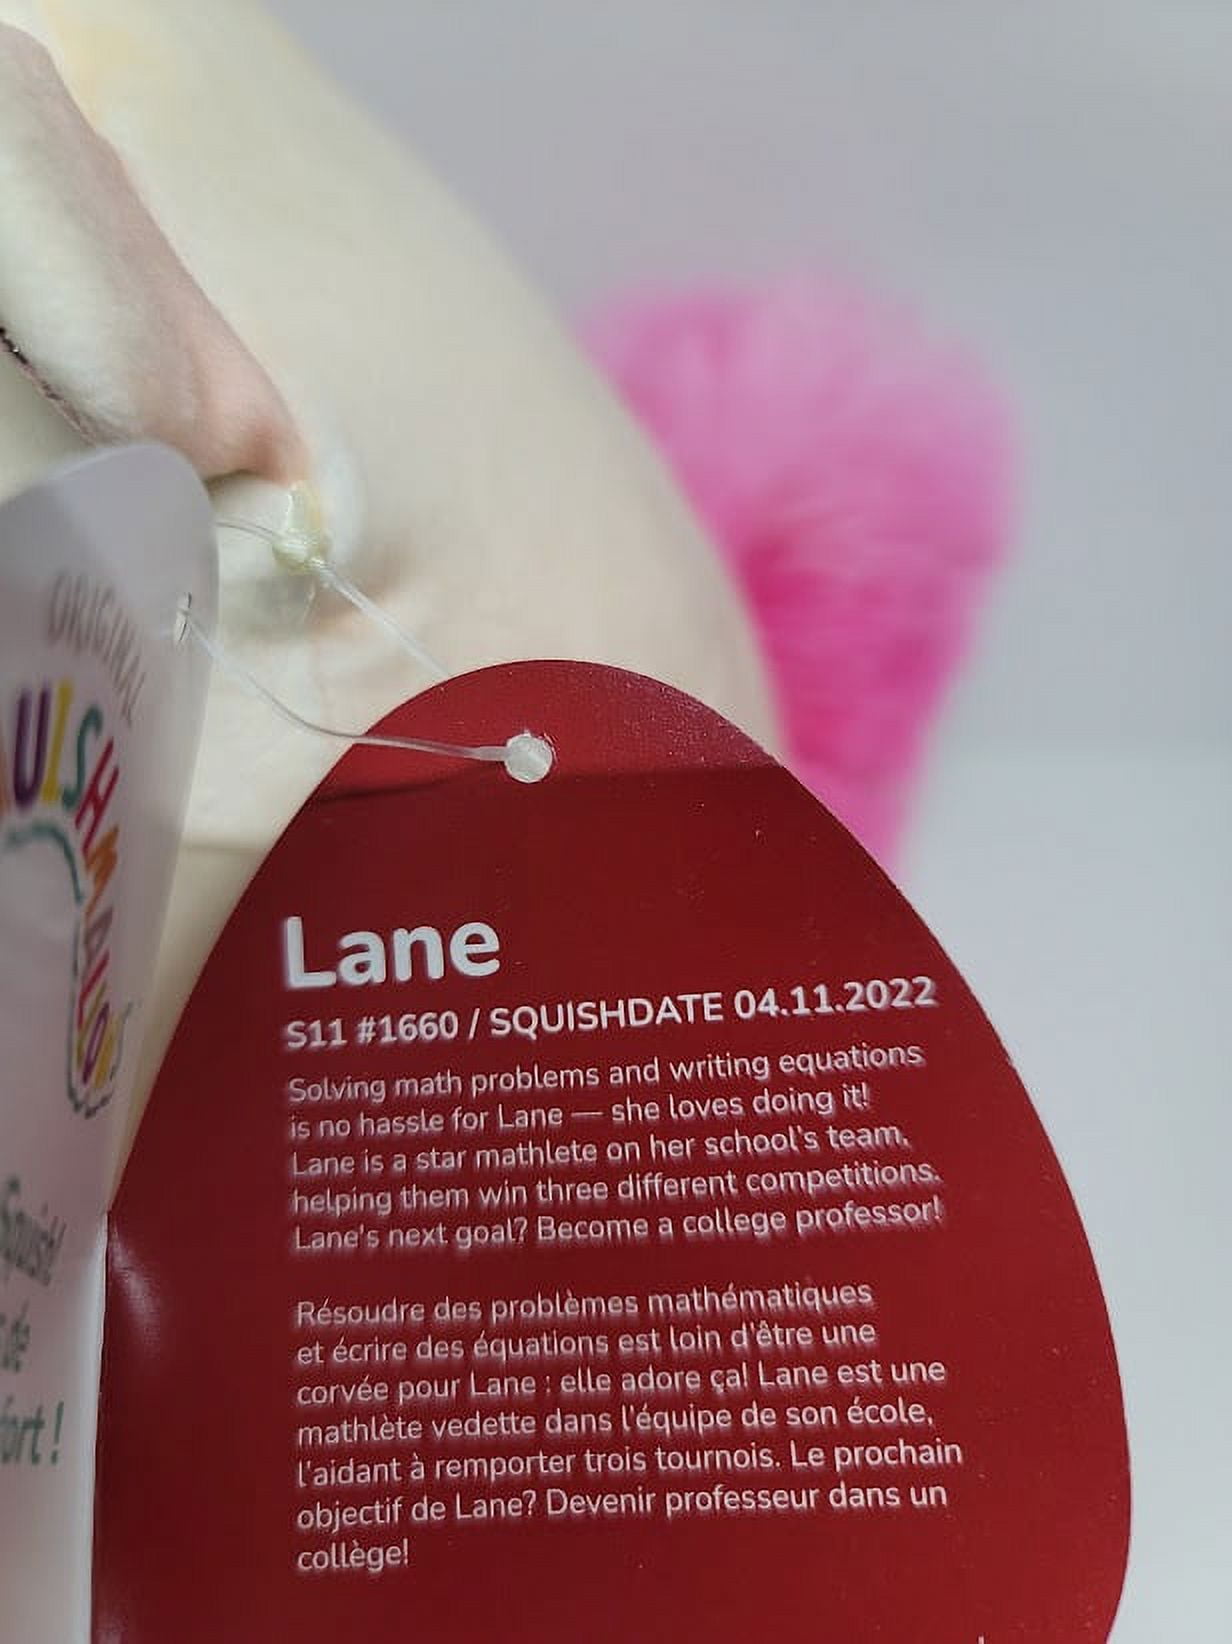 ORIGINAL
Lane
S11 #1660 / SQUISHDATE 04.11.2022
Solving math problems and writing equations
is no hassle for Lane — she loves doing it!
Lane is a star mathlete on her school's team,
helping them win three different competitions.
Lane's next goal? Become a college professor!
Résoudre des problèmes mathématiques
et écrire des équations est loin d'être une
corvée pour Lane : elle adore ça! Lane est une
mathlète vedette dans l'équipe de son école,
l'aidant à remporter trois tournois. Le prochain
objectif de Lane? Devenir professeur dans un
collège!